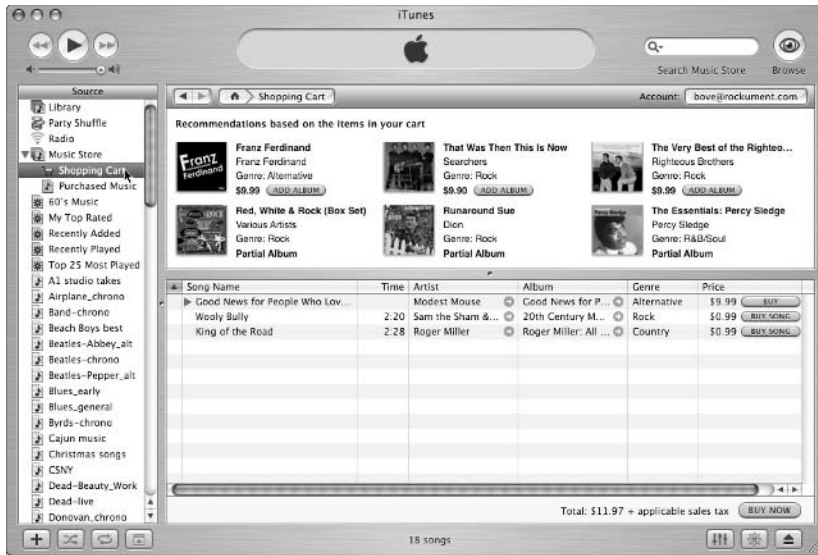 iTunes
Search Music Store
Browse
Source
Library
Party Shuffle
Radio
Music Store
Shopping Cart
Purchased Music
60's Music
My Top Rated
Recently Added
Recently Played
Top 25 Most Played
A1 studio takes
Airplane_chrono
Band-chrono
Beach Boys best
Beatles-Abbey_alt
Beatles-chrono
Beatles-Pepper_alt
Blues_early
Blues_general
Byrds-chrono
Cajun music
Christmas songs
CSNY
Dead-Beauty_Work
Dead-live
Donovan_chrono
Shopping Cart
Account: bove@rockument.com
Recommendations based on the items in your cart
Franz Ferdinand
Franz Ferdinand
Franz Ferdinand
Genre: Alternative
$9.99 ADD ALBUM
That Was Then This Is Now
Searchers
Genre: Rock
$9.90 ADD ALBUM
The Very Best of the Righteo...
Righteous Brothers
Genre: Rock
$9.99 ADD ALBUM
Red, White & Rock (Box Set)
Various Artists
Genre: Rock
Partial Album
Runaround Sue
Dion
Genre: Rock
Partial Album
The Essentials: Percy Sledge
Percy Sledge
Genre: R&B/Soul
Partial Album
Song Name Time Artist Album Genre Price
Good News for People Who Lov... Modest Mouse Good News for P... Alternative $9.99 BUY
Wooly Bully 2:20 Sam the Sham &... 20th Century M... Rock $0.99 BUY SONG
King of the Road 2:28 Roger Miller Roger Miller: All ... Country $0.99 BUY SONG
Total: $11.97 + applicable sales tax BUY NOW
18 songs